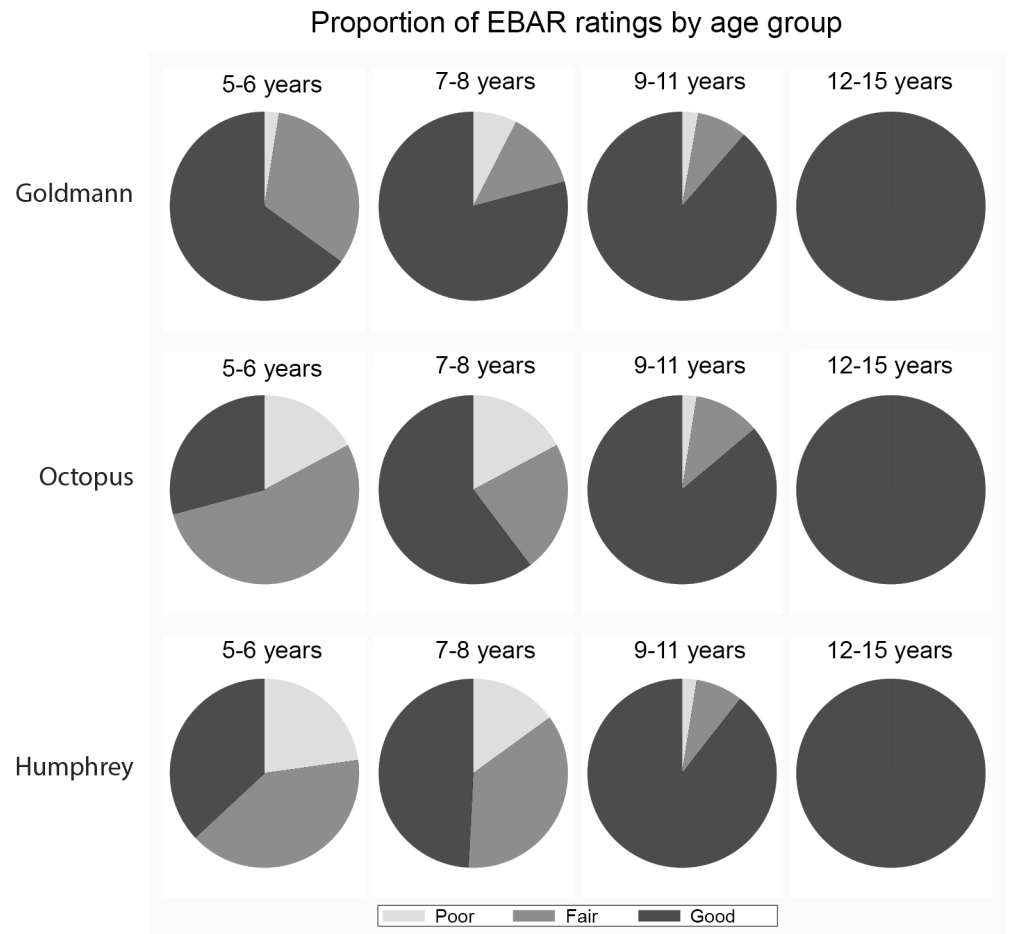 Proportion of EBAR ratings by age group
5-6 years 7-8 years 9-11 years 12-15 years
Goldmann
5-6 years 7-8 years 9-11 years 12-15 years
Octopus
5-6 years 7-8 years 9-11 years 12-15 years
Humphrey
Poor Fair Good